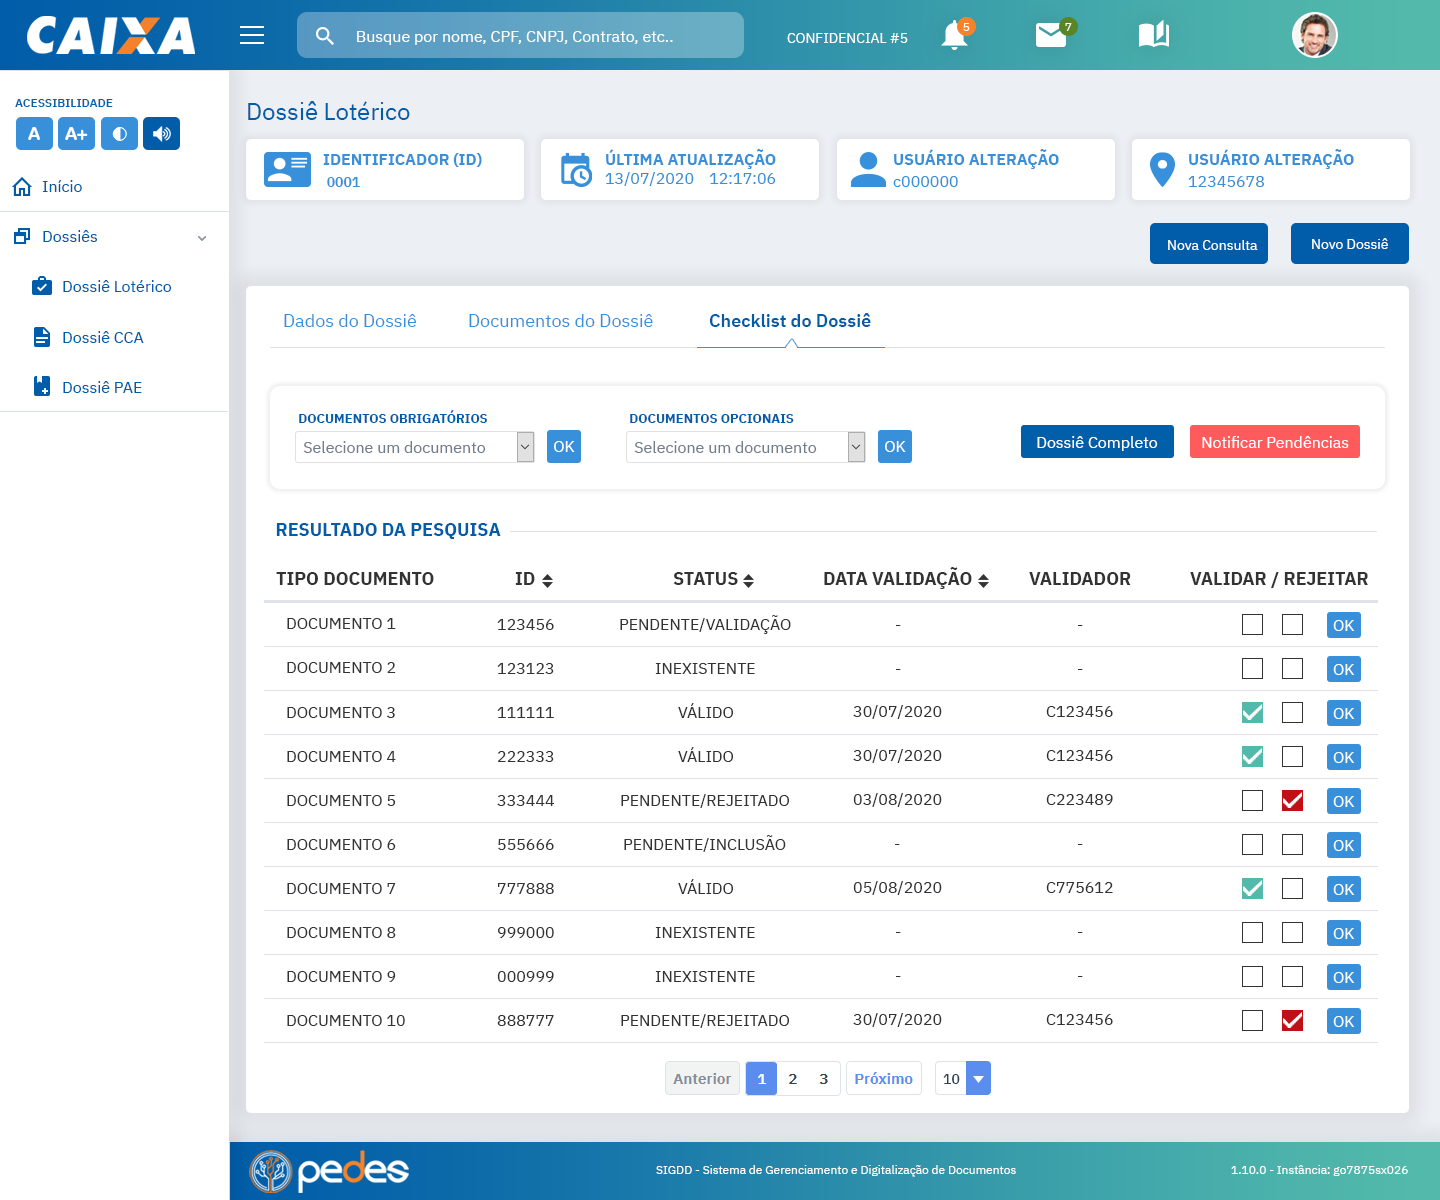 CAIXA
Busque por nome, CPF, CNPJ, Contrato, etc..
CONFIDENCIAL #5
5
7
ACESSIBILIDADE
A A+
Início
Dossiês
Dossiê Lotérico
Dossiê CCA
Dossiê PAE
Dossiê Lotérico
IDENTIFICADOR (ID)
0001
ÚLTIMA ATUALIZAÇÃO
13/07/2020 12:17:06
USUÁRIO ALTERAÇÃO
c000000
USUÁRIO ALTERAÇÃO
12345678
Nova Consulta
Novo Dossiê
Dados do Dossiê
Documentos do Dossiê
Checklist do Dossiê
DOCUMENTOS OBRIGATÓRIOS
Selecione um documento
OK
DOCUMENTOS OPCIONAIS
Selecione um documento
OK
Dossiê Completo
Notificar Pendências
RESULTADO DA PESQUISA
TIPO DOCUMENTO ID STATUS DATA VALIDAÇÃO VALIDADOR VALIDAR / REJEITAR
DOCUMENTO 1 123456 PENDENTE/VALIDAÇÃO - - OK
DOCUMENTO 2 123123 INEXISTENTE - - OK
DOCUMENTO 3 111111 VÁLIDO 30/07/2020 C123456 OK
DOCUMENTO 4 222333 VÁLIDO 30/07/2020 C123456 OK
DOCUMENTO 5 333444 PENDENTE/REJEITADO 03/08/2020 C223489 OK
DOCUMENTO 6 555666 PENDENTE/INCLUSÃO - - OK
DOCUMENTO 7 777888 VÁLIDO 05/08/2020 C775612 OK
DOCUMENTO 8 999000 INEXISTENTE - - OK
DOCUMENTO 9 000999 INEXISTENTE - - OK
DOCUMENTO 10 888777 PENDENTE/REJEITADO 30/07/2020 C123456 OK
Anterior 1 2 3 Próximo 10
pedes
SIGDD - Sistema de Gerenciamento e Digitalização de Documentos
1.10.0 - Instância: go7875sx026